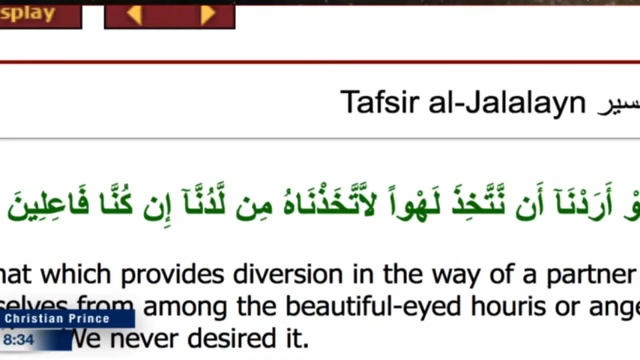 splay
Tafsir al-Jalalayn
أَرَدْنَآ أَن نَّتَّخِذَ لَهْواً لاَّتَّخَذْنَاهُ مِن لَّدُنَّآ إِن كُنَّا فَاعِلِينَ
hat which provides diversion in the way of a partner
selves from among the beautiful-eyed houris or ange
Christian Prince
8:34
We never desired it.